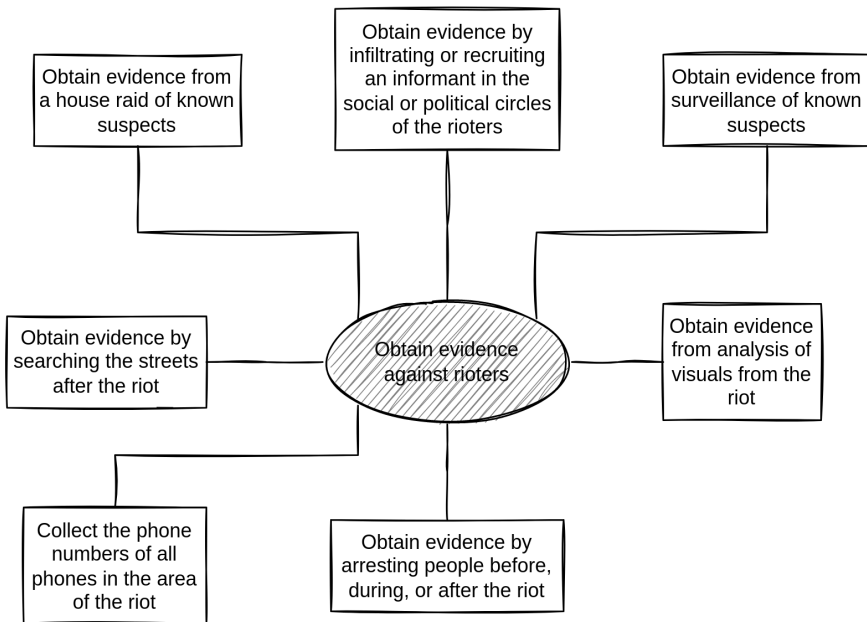 Obtain evidence by
infiltrating or recruiting
an informant in the
social or political circles
of the rioters
Obtain evidence from
a house raid of known
suspects
Obtain evidence from
surveillance of known
suspects
Obtain evidence by
searching the streets
after the riot
Obtain evidence
against rioters
Obtain evidence
from analysis of
visuals from the
riot
Collect the phone
numbers of all
phones in the area
of the riot
Obtain evidence by
arresting people before,
during, or after the riot